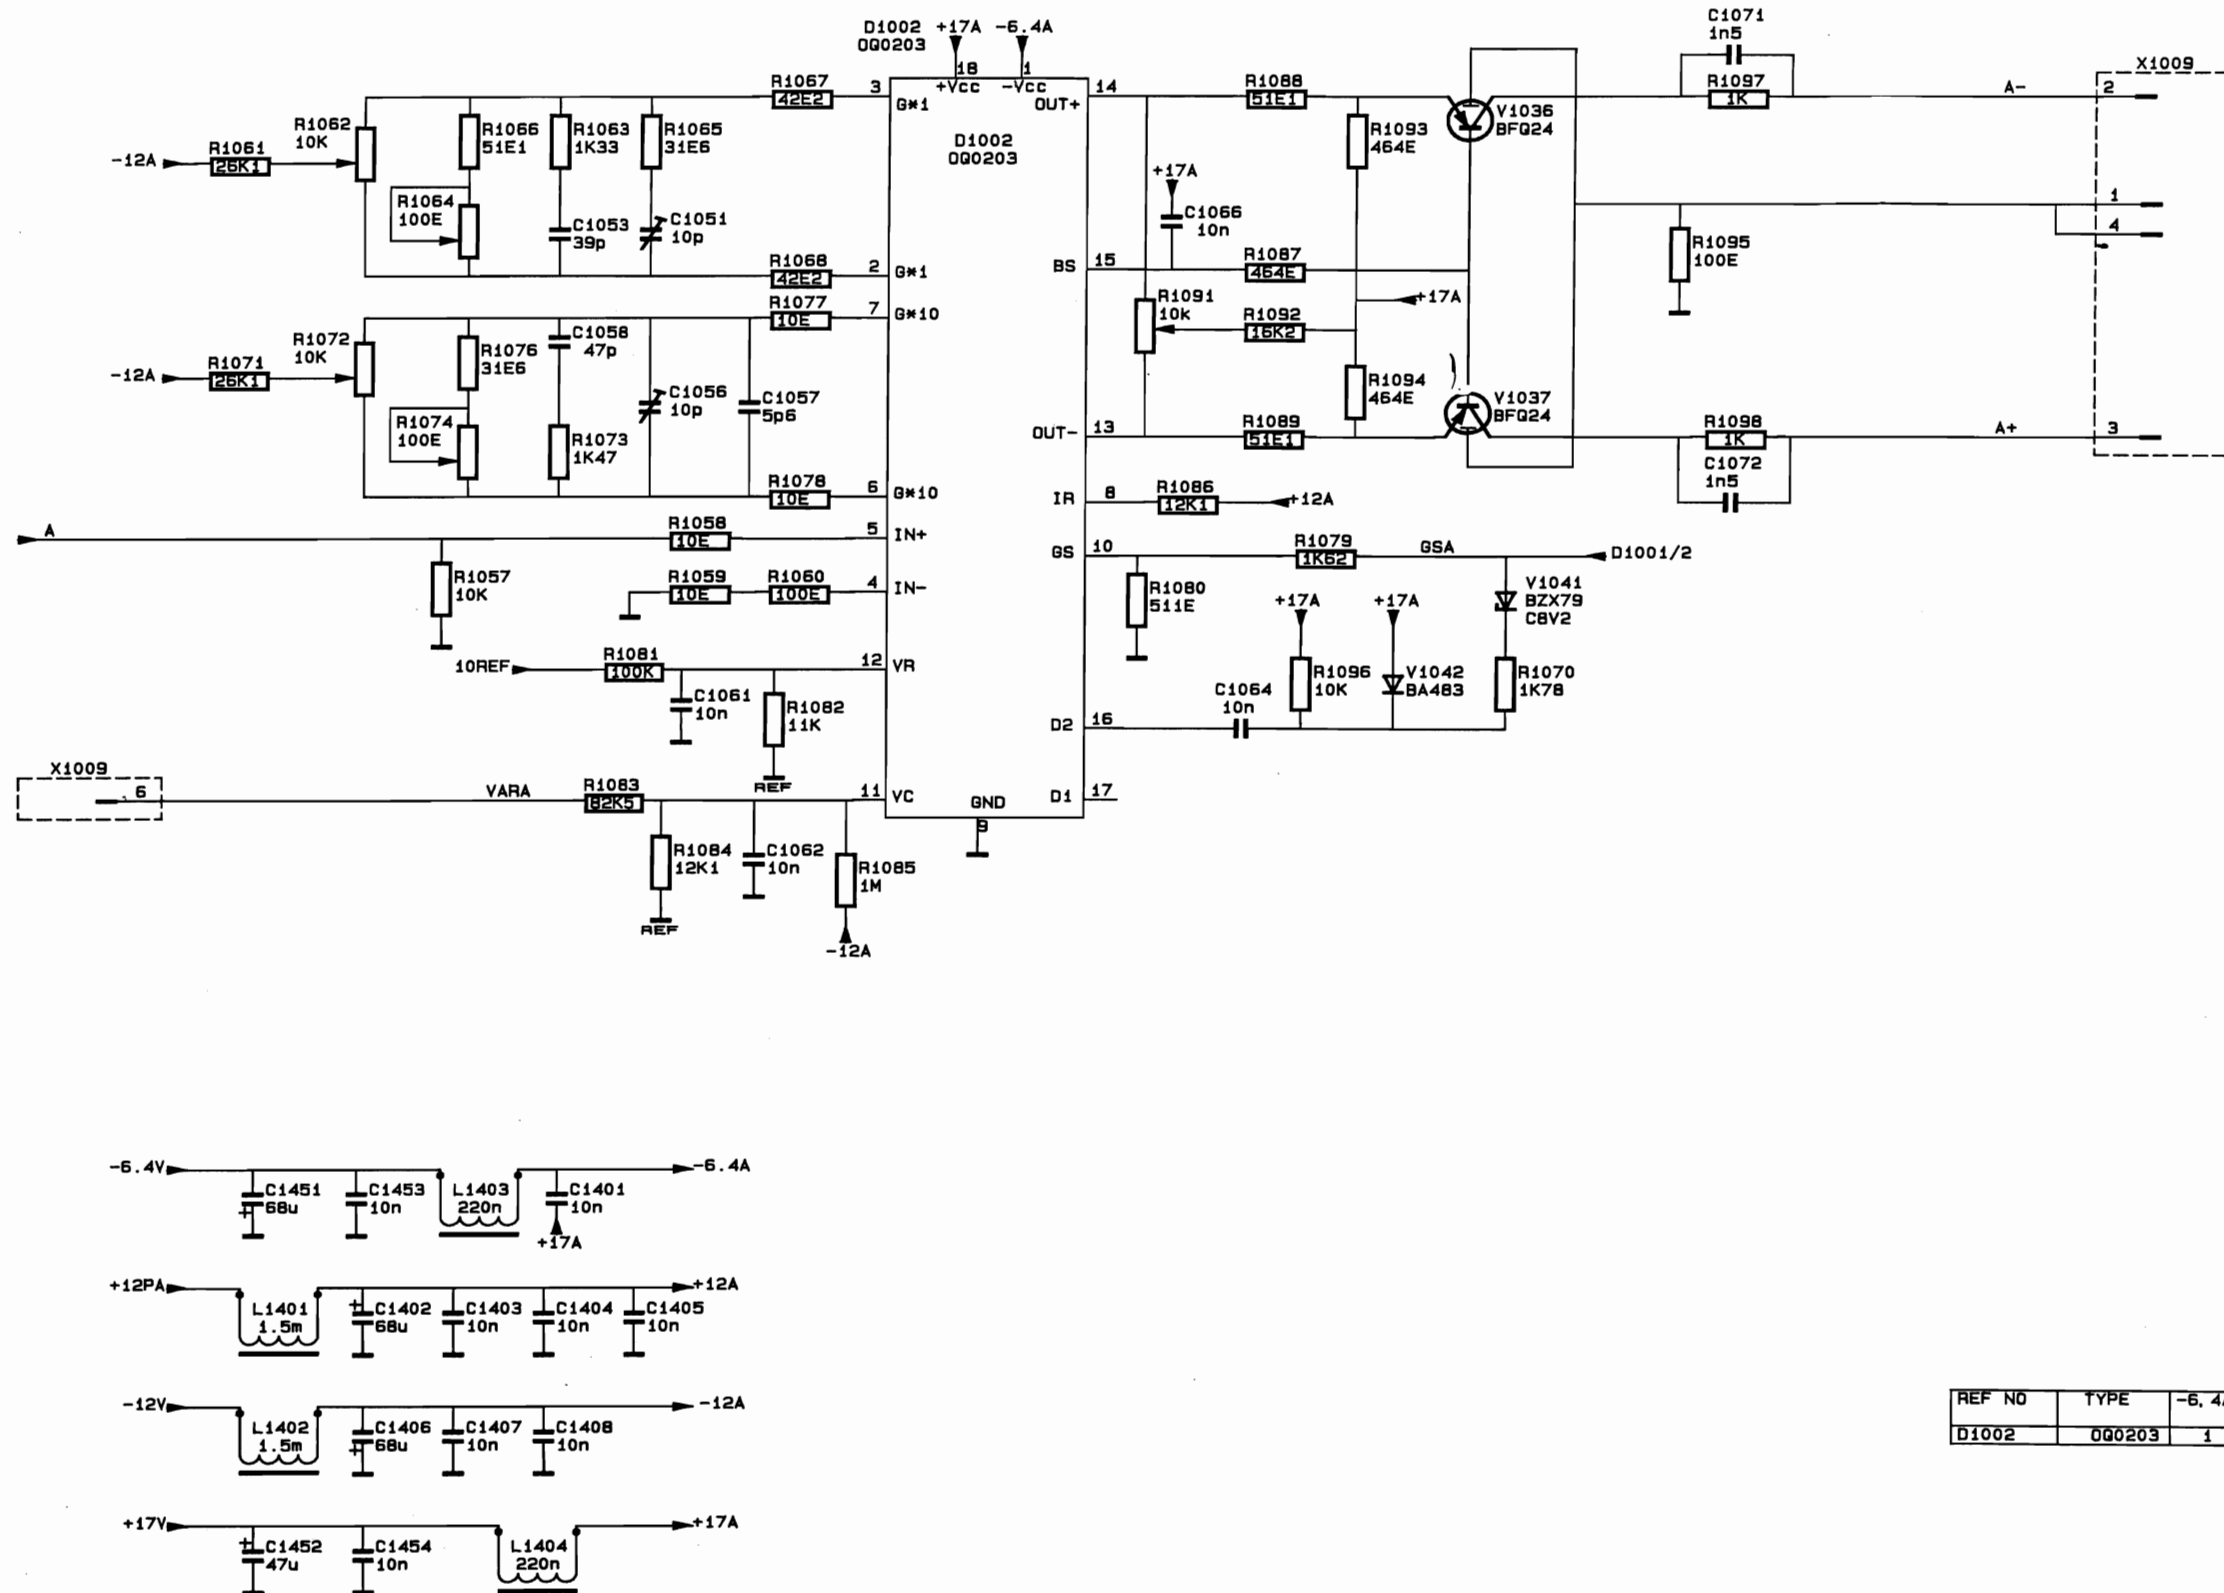 D1002 +17A -6.4A
OQ0203
18 1
+Vcc -Vcc
C1071
1n5
X1009
R1067
42E2
3
G*1
14
OUT+
R1088
51E1
V1036
BFQ24
R1097
1K
A-
2
D1002
OQ0203
-12A
R1061
26K1
R1062
10K
R1066
51E1
R1063
1K33
R1065
31E6
R1093
464E
R1064
100E
C1053
39p
C1051
10p
+17A
C1066
10n
1
4
R1095
100E
R1068
42E2
2
G*1
BS
15
R1087
464E
R1077
10E
7
G*10
R1091
10k
R1092
16K2
+17A
-12A
R1071
26K1
R1072
10K
R1076
31E6
C1058
47p
C1056
10p
C1057
5p6
R1094
464E
V1037
BFQ24
R1074
100E
R1073
1K47
OUT-
13
R1089
51E1
R1098
1K
A+
3
C1072
1n5
R1078
10E
6
G*10
IR
8
R1086
12K1
+12A
A
R1058
10E
5
IN+
GS
10
R1079
1K62
GSA
D1001/2
R1057
10K
R1059
10E
R1060
100E
4
IN-
R1080
511E
+17A
+17A
V1041
BZX79
C8V2
10REF
R1081
100K
12
VR
C1061
10n
R1082
11K
REF
C1064
10n
R1096
10K
V1042
BA483
R1070
1K78
D2
16
X1009
6
VARA
R1083
82K5
11
VC
GND
9
D1
17
R1084
12K1
REF
C1062
10n
R1085
1M
-12A
-6.4V
C1451
+
68u
C1453
10n
L1403
220n
C1401
10n
+17A
-6.4A
+12PA
L1401
1.5m
+
C1402
68u
C1403
10n
C1404
10n
C1405
10n
+12A
-12V
L1402
1.5m
C1406
+
68u
C1407
10n
C1408
10n
-12A
+17V
+
C1452
47u
C1454
10n
L1404
220n
+17A
REF NO TYPE -6, 4
D1002 OQ0203 1